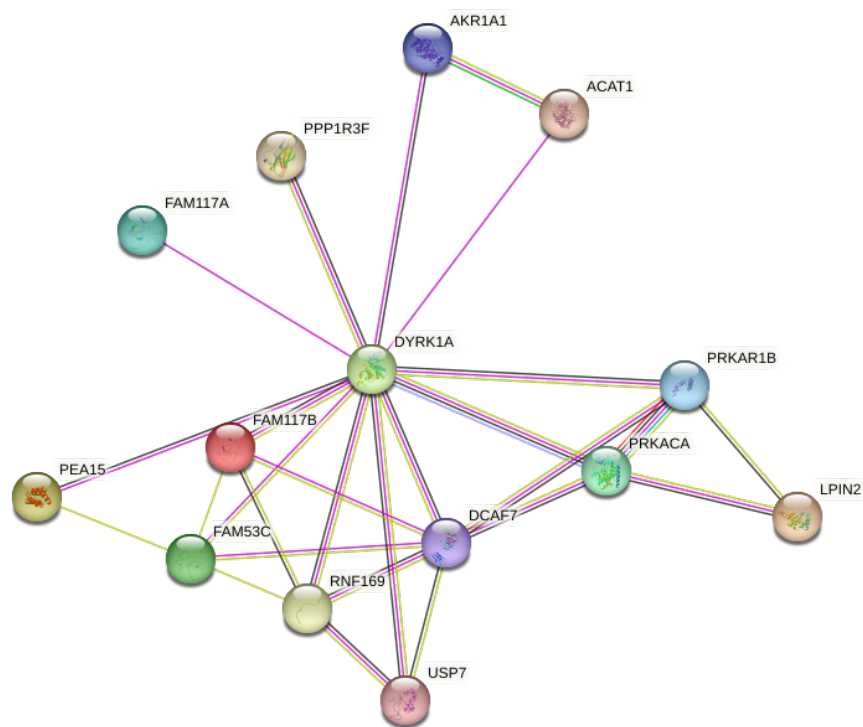 AKR1A1
ACAT1
PPP1R3F
FAM117A
DYRK1A
PRKAR1B
FAM117B
PRKACA
PEA15
LPIN2
DCAF7
FAM53C
RNF169
USP7